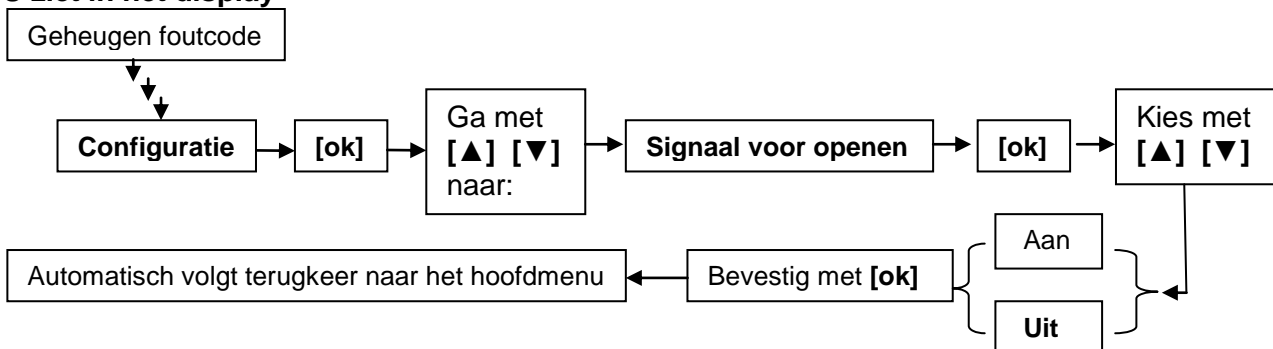 Geheugen foutcode
Configuratie
[ok]
Ga met
[▲] [▼]
naar:
Signaal voor openen
[ok]
Kies met
[▲] [▼]
Aan
Uit
Bevestig met [ok]
Automatisch volgt terugkeer naar het hoofdmenu